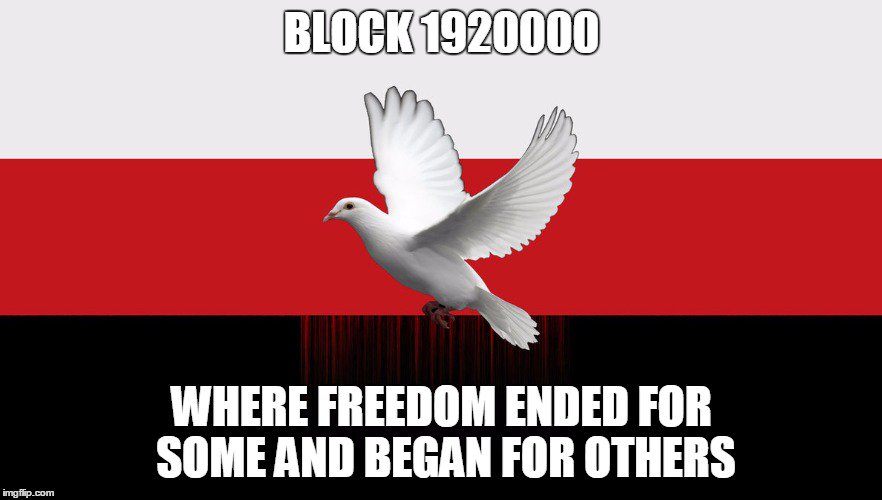 BLOCK 1920000
WHERE FREEDOM ENDED FOR
SOME AND BEGAN FOR OTHERS
imgflip.com